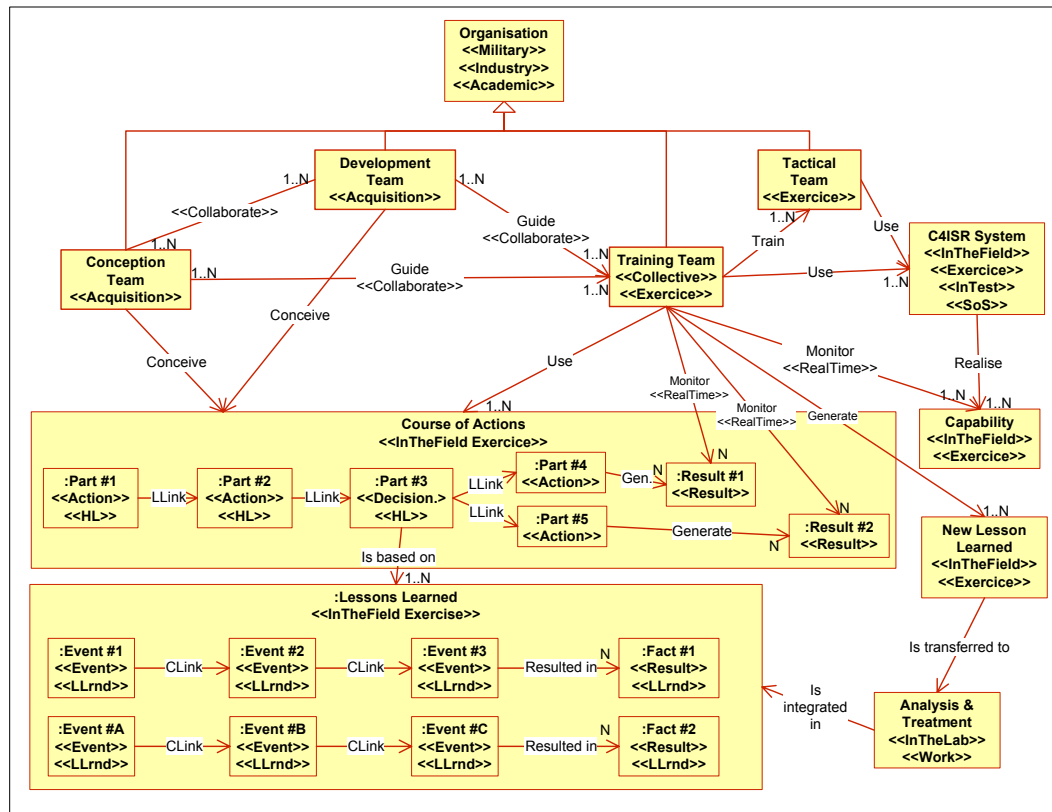 Organisation
<<Military>>
<<Industry>>
<<Academic>>
Development
Team
<<Acquisition>>
1..N
1..N
Tactical
Team
<<Exercice>>
1..N
<<Collaborate>>
1..N
Conception
Team
<<Acquisition>>
1..N
Guide
<<Collaborate>>
Guide
<<Collaborate>>
1..N
1..N
Training Team
<<Collective>>
<<Exercice>>
Train
Use
Use
1..N
C4ISR System
<<InTheField>>
<<Exercice>>
<<InTest>>
<<SoS>>
Conceive
Conceive
Use
1..N
Monitor
<<RealTime>>
N
Monitor
<<RealTime>>
N
Generate
1..N
Monitor
<<RealTime>>
1..N
Realise
1..N
Capability
<<InTheField>>
<<Exercice>>
Course of Actions
<<InTheField Exercice>>
:Part #1
<<Action>>
<<HL>>
LLink
:Part #2
<<Action>>
<<HL>>
LLink
:Part #3
<<Decision.>
<<HL>>
LLink
:Part #4
<<Action>>
Gen.
N
:Result #1
<<Result>>
LLink
:Part #5
<<Action>>
Generate
N
:Result #2
<<Result>>
New Lesson
Learned
<<InTheField>>
<<Exercice>>
Is based on
1..N
:Lessons Learned
<<InTheField Exercise>>
:Event #1
<<Event>>
<<LLrnd>>
CLink
:Event #2
<<Event>>
<<LLrnd>>
CLink
:Event #3
<<Event>>
<<LLrnd>>
Resulted in
N
:Fact #1
<<Result>>
<<LLrnd>>
:Event #A
<<Event>>
<<LLrnd>>
CLink
:Event #B
<<Event>>
<<LLrnd>>
CLink
:Event #C
<<Event>>
<<LLrnd>>
Resulted in
N
:Fact #2
<<Result>>
<<LLrnd>>
Is transferred to
Is
integrated
in
Analysis &
Treatment
<<InTheLab>>
<<Work>>